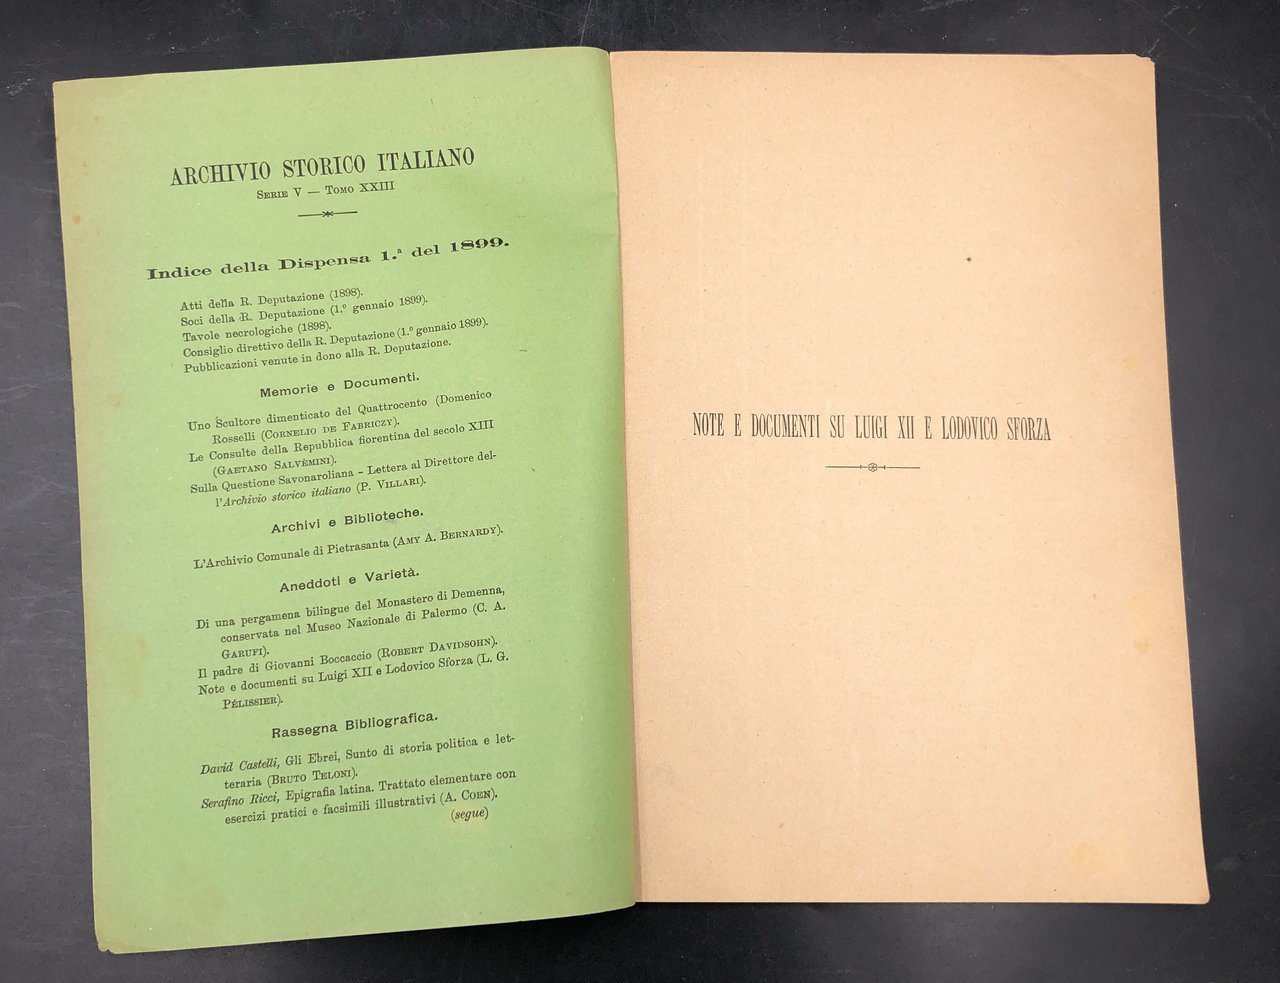 ARCHIVIO STORICO ITALIANO
SERIE V — TOMO XXIII
Indice della Dispensa 1.ª del 1899.
Atti della R. Deputazione (1898).
Soci della R. Deputazione (1.º gennaio 1899).
Tavole necrologiche (1898).
Consiglio direttivo della R. Deputazione (1.º gennaio 1899).
Pubblicazioni venute in dono alla R. Deputazione.
Memorie e Documenti.
Uno Scultore dimenticato del Quattrocento (Domenico
Rosselli (CORNELIO DE FABRICZY).
Le Consulte della Repubblica fiorentina del secolo XIII
(GAETANO SALVÈMINI).
Sulla Questione Savonaroliana - Lettera al Direttore del-
l'Archivio storico italiano (P. VILLARI).
Archivi e Biblioteche.
L'Archivio Comunale di Pietrasanta (AMY A. BERNARDY).
Aneddoti e Varietà.
Di una pergamena bilingue del Monastero di Demenna,
conservata nel Museo Nazionale di Palermo (C. A.
GARUFI).
Il padre di Giovanni Boccaccio (ROBERT DAVIDSOHN).
Note e documenti su Luigi XII e Lodovico Sforza (L. G.
PÉLISSIER).
Rassegna Bibliografica.
David Castelli, Gli Ebrei, Sunto di storia politica e let-
teraria (BRUTO TELONI).
Serafino Ricci, Epigrafia latina. Trattato elementare con
esercizi pratici e facsimili illustrativi (A. COEN).
(segue)
NOTE E DOCUMENTI SU LUIGI XII E LODOVICO SFORZA